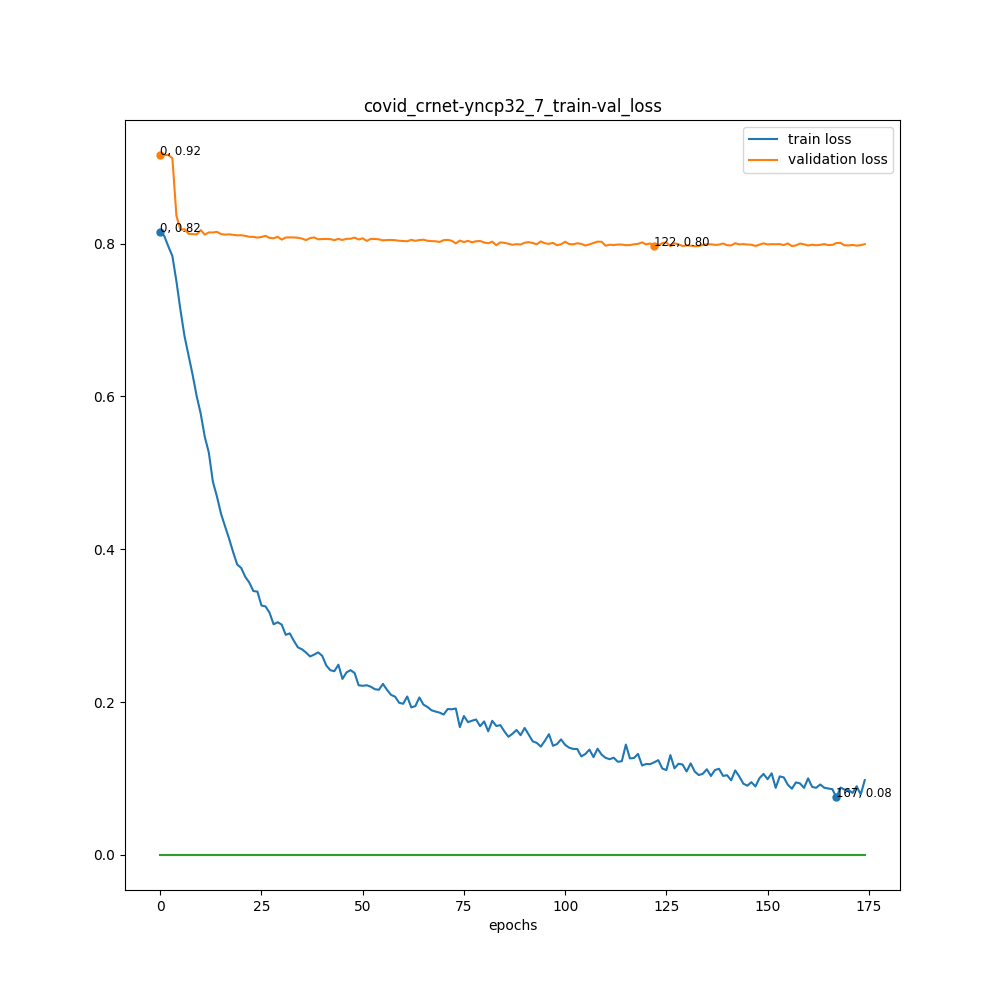 covid_crnet-yncp32_7_train-val_loss
train loss
validation loss
0, 0.92
0, 0.82
122, 0.80
167, 0.08
0.8
0.6
0.4
0.2
0.0
0 25 50 75 100 125 150 175
epochs